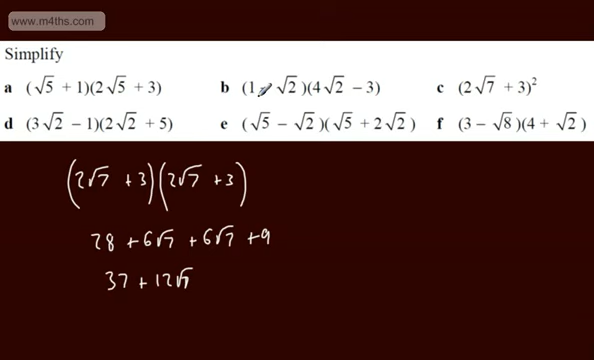 www.m4ths.com
Simplify
a (√5 + 1)(2√5 + 3) b (1 √2)(4√2 − 3) c (2√7 + 3)²
d (3√2 − 1)(2√2 + 5) e (√5 − √2)(√5 + 2√2) f (3 − √8)(4 + √2)
(2√7 + 3)(2√7 + 3)
28 + 6√7 + 6√7 + 9
37 + 12√7